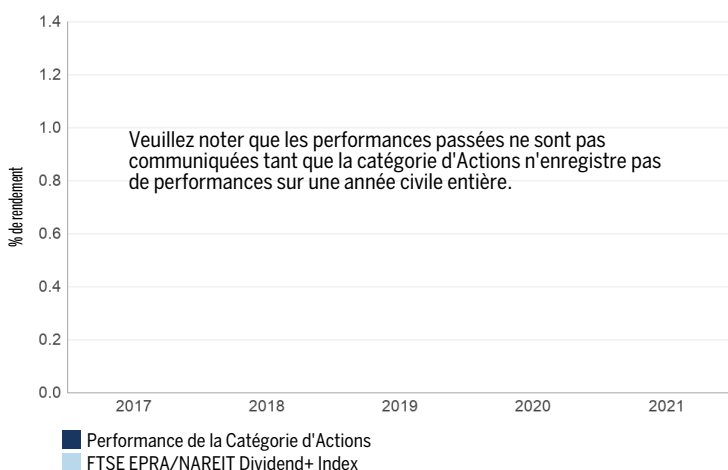 1.4
1.2
1.0
Veuillez noter que les performances passées ne sont pas
communiquées tant que la catégorie d'Actions n'enregistre pas
de performances sur une année civile entière.
0.8
% de rendement
0.6
0.4
0.2
0.0
2017 2018 2019 2020 2021
Performance de la Catégorie d'Actions
FTSE EPRA/NAREIT Dividend+ Index